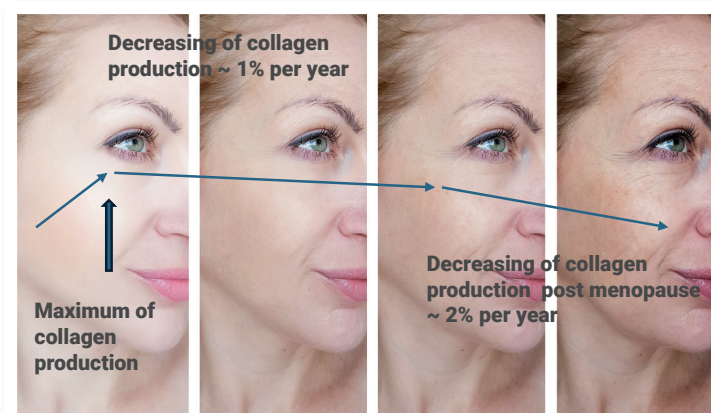 Decreasing of collagen
production ~ 1% per year
Maximum of
collagen
production
Decreasing of collagen
production  post menopause
~ 2% per year